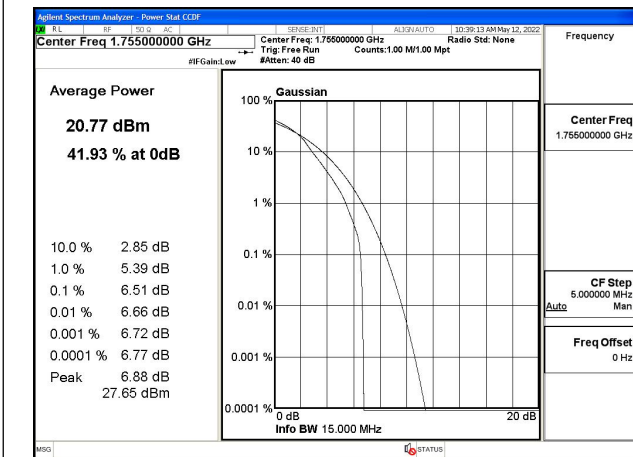 Agilent Spectrum Analyzer - Power Stat CCDF
RL RF 50 Ω AC SENSE:INT ALIGN AUTO 10:39:13 AM May 12, 2022
Center Freq 1.755000000 GHz
Center Freq: 1.755000000 GHz Radio Std: None
Trig: Free Run Counts:1.00 M/1.00 Mpt
#IFGain:Low #Atten: 40 dB
Frequency
Average Power
20.77 dBm
41.93 % at 0dB
10.0 % 2.85 dB
1.0 % 5.39 dB
0.1 % 6.51 dB
0.01 % 6.66 dB
0.001 % 6.72 dB
0.0001 % 6.77 dB
Peak 6.88 dB
27.65 dBm
Gaussian
100 %
10 %
1 %
0.1 %
0.01 %
0.001 %
0.0001 %
0 dB 20 dB
Info BW 15.000 MHz
Center Freq
1.755000000 GHz
CF Step
5.000000 MHz
Auto Man
Freq Offset
0 Hz
MSG STATUS